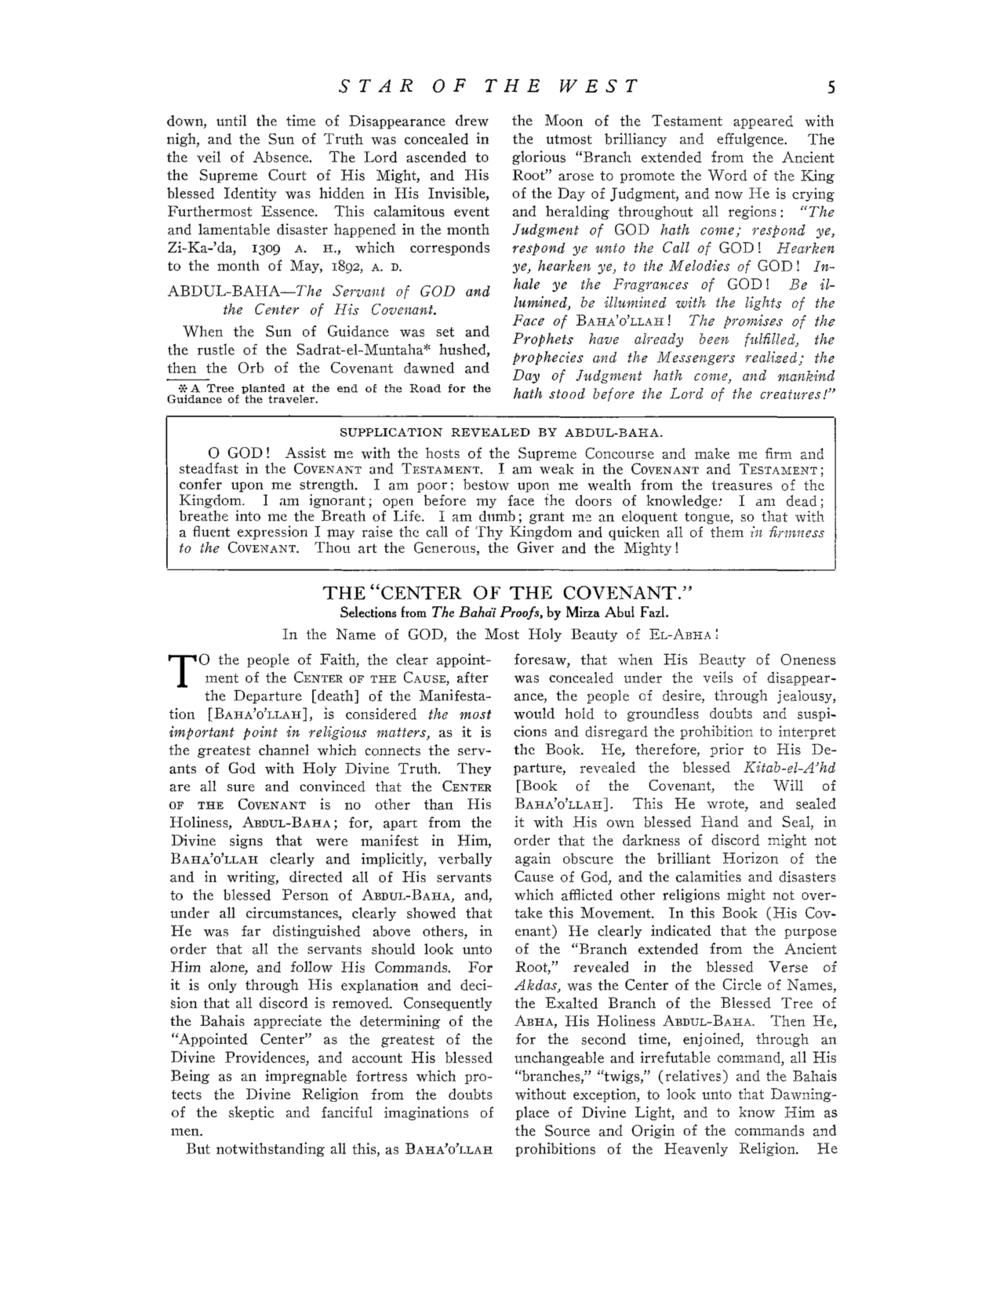 STAR OF THE WEST 5
down, until the time of Disappearance drew
nigh, and the Sun of Truth was concealed in
the veil of Absence. The Lord ascended to
the Supreme Court of His Might, and His
blessed Identity was hidden in His Invisible,
Furthermost Essence. This calamitous event
and lamentable disaster happened in the month
Zi-Ka-'da, 1309 A. H., which corresponds
to the month of May, 1892, A. D.
ABDUL-BAHA—The Servant of GOD and
the Center of His Covenant.
When the Sun of Guidance was set and
the rustle of the Sadrat-el-Muntaha* hushed,
then the Orb of the Covenant dawned and
*A Tree planted at the end of the Road for the
Guidance of the traveler.
the Moon of the Testament appeared with
the utmost brilliancy and effulgence. The
glorious "Branch extended from the Ancient
Root" arose to promote the Word of the King
of the Day of Judgment, and now He is crying
and heralding throughout all regions: "The
Judgment of GOD hath come; respond ye,
respond ye unto the Call of GOD! Hearken
ye, hearken ye, to the Melodies of GOD! In-
hale ye the Fragrances of GOD! Be il-
lumined, be illumined with the lights of the
Face of BAHA'O'LLAH! The promises of the
Prophets have already been fulfilled, the
prophecies and the Messengers realized; the
Day of Judgment hath come, and mankind
hath stood before the Lord of the creatures!"
SUPPLICATION REVEALED BY ABDUL-BAHA.
O GOD! Assist me with the hosts of the Supreme Concourse and make me firm and
steadfast in the COVENANT and TESTAMENT. I am weak in the COVENANT and TESTAMENT;
confer upon me strength. I am poor; bestow upon me wealth from the treasures of the
Kingdom. I am ignorant; open before my face the doors of knowledge: I am dead;
breathe into me the Breath of Life. I am dumb; grant me an eloquent tongue, so that with
a fluent expression I may raise the call of Thy Kingdom and quicken all of them in firmness
to the COVENANT. Thou art the Generous, the Giver and the Mighty!
THE "CENTER OF THE COVENANT."
Selections from The Bahaï Proofs, by Mirza Abul Fazl.
In the Name of GOD, the Most Holy Beauty of EL-ABHA!
TO the people of Faith, the clear appoint-
ment of the CENTER OF THE CAUSE, after
the Departure [death] of the Manifesta-
tion [BAHA'O'LLAH], is considered the most
important point in religious matters, as it is
the greatest channel which connects the serv-
ants of God with Holy Divine Truth. They
are all sure and convinced that the CENTER
OF THE COVENANT is no other than His
Holiness, ABDUL-BAHA; for, apart from the
Divine signs that were manifest in Him,
BAHA'O'LLAH clearly and implicitly, verbally
and in writing, directed all of His servants
to the blessed Person of ABDUL-BAHA, and,
under all circumstances, clearly showed that
He was far distinguished above others, in
order that all the servants should look unto
Him alone, and follow His Commands. For
it is only through His explanation and deci-
sion that all discord is removed. Consequently
the Bahais appreciate the determining of the
"Appointed Center" as the greatest of the
Divine Providences, and account His blessed
Being as an impregnable fortress which pro-
tects the Divine Religion from the doubts
of the skeptic and fanciful imaginations of
men.
But notwithstanding all this, as BAHA'O'LLAH
foresaw, that when His Beauty of Oneness
was concealed under the veils of disappear-
ance, the people of desire, through jealousy,
would hold to groundless doubts and suspi-
cions and disregard the prohibition to interpret
the Book. He, therefore, prior to His De-
parture, revealed the blessed Kitab-el-A'hd
[Book of the Covenant, the Will of
BAHA'O'LLAH]. This He wrote, and sealed
it with His own blessed Hand and Seal, in
order that the darkness of discord might not
again obscure the brilliant Horizon of the
Cause of God, and the calamities and disasters
which afflicted other religions might not over-
take this Movement. In this Book (His Cov-
enant) He clearly indicated that the purpose
of the "Branch extended from the Ancient
Root," revealed in the blessed Verse of
Akdas, was the Center of the Circle of Names,
the Exalted Branch of the Blessed Tree of
ABHA, His Holiness ABDUL-BAHA. Then He,
for the second time, enjoined, through an
unchangeable and irrefutable command, all His
"branches," "twigs," (relatives) and the Bahais
without exception, to look unto that Dawning-
place of Divine Light, and to know Him as
the Source and Origin of the commands and
prohibitions of the Heavenly Religion. He